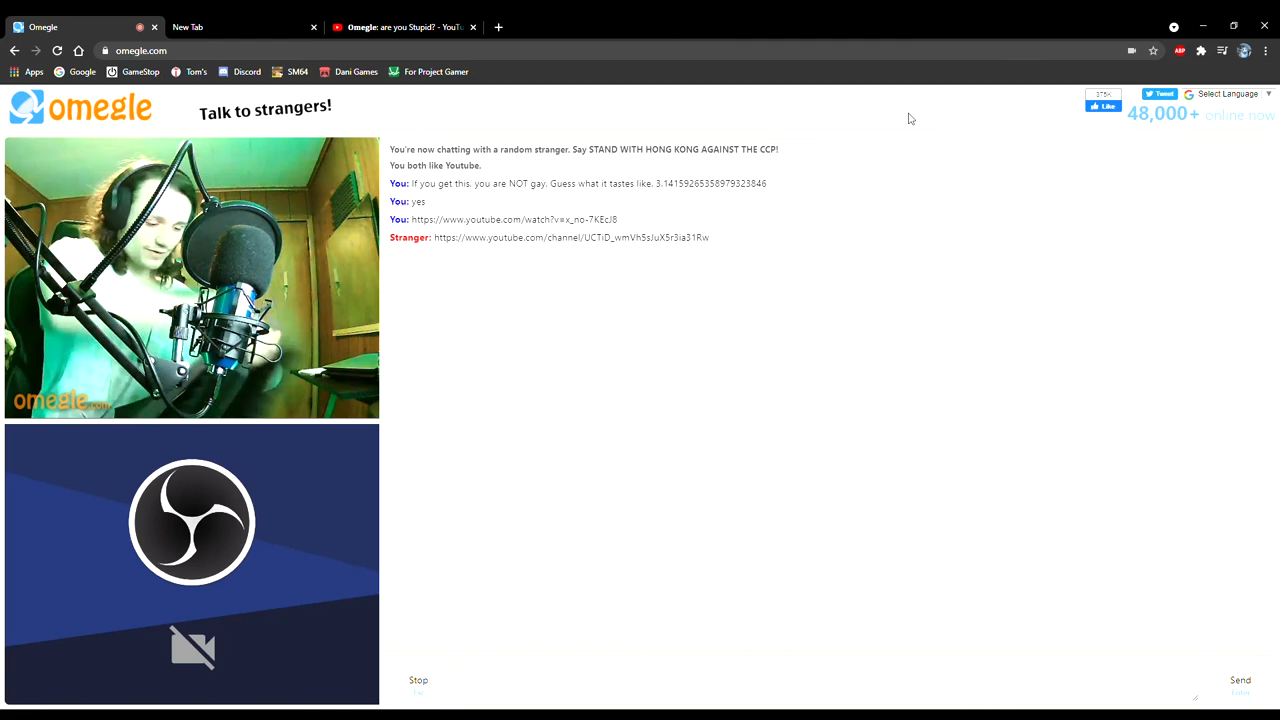 Omegle
New Tab
Omegle: are you Stupid? - YouTu
omegle.com
ABP
Apps Google GameStop Tom's Discord SM64 Dani Games For Project Gamer
omegle
Talk to strangers!
375K
Like
Tweet
Select Language
48,000+ online now
You're now chatting with a random stranger. Say STAND WITH HONG KONG AGAINST THE CCP!
You both like Youtube.
You: If you get this, you are NOT gay. Guess what it tastes like. 3.14159265358979323846
You: yes
You: https://www.youtube.com/watch?v=x_no-7KEcJ8
Stranger: https://www.youtube.com/channel/UCTiD_wmVh5sJuX5r3ia31Rw
omegle.com
Stop
Esc
Send
Enter